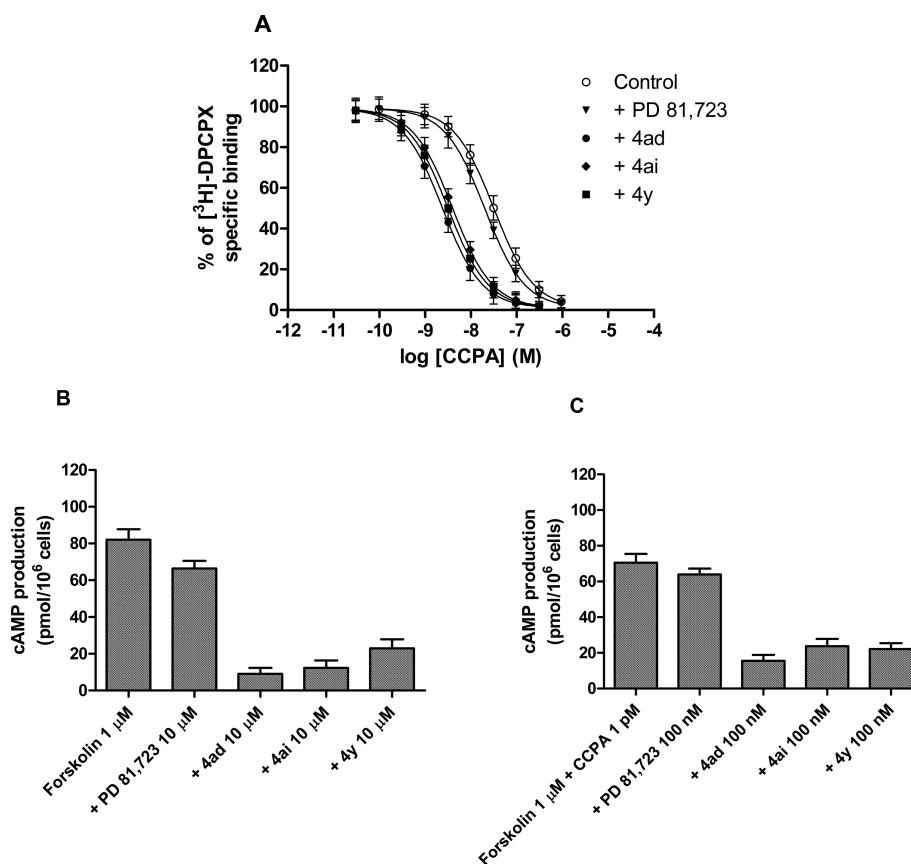 A
% of [³H]-DPCPX
specific binding
120
100
80
60
40
20
0
-12 -11 -10 -9 -8 -7 -6 -5 -4
log [CCPA] (M)
Control
+ PD 81,723
+ 4ad
+ 4ai
+ 4y
B
cAMP production
(pmol/10⁶ cells)
120
100
80
60
40
20
0
Forskolin 1 μM
+ PD 81,723 10 μM
+ 4ad 10 μM
+ 4ai 10 μM
+ 4y 10 μM
C
cAMP production
(pmol/10⁶ cells)
120
100
80
60
40
20
0
Forskolin 1 μM + CCPA 1 pM
+ PD 81,723 100 nM
+ 4ad 100 nM
+ 4ai 100 nM
+ 4y 100 nM